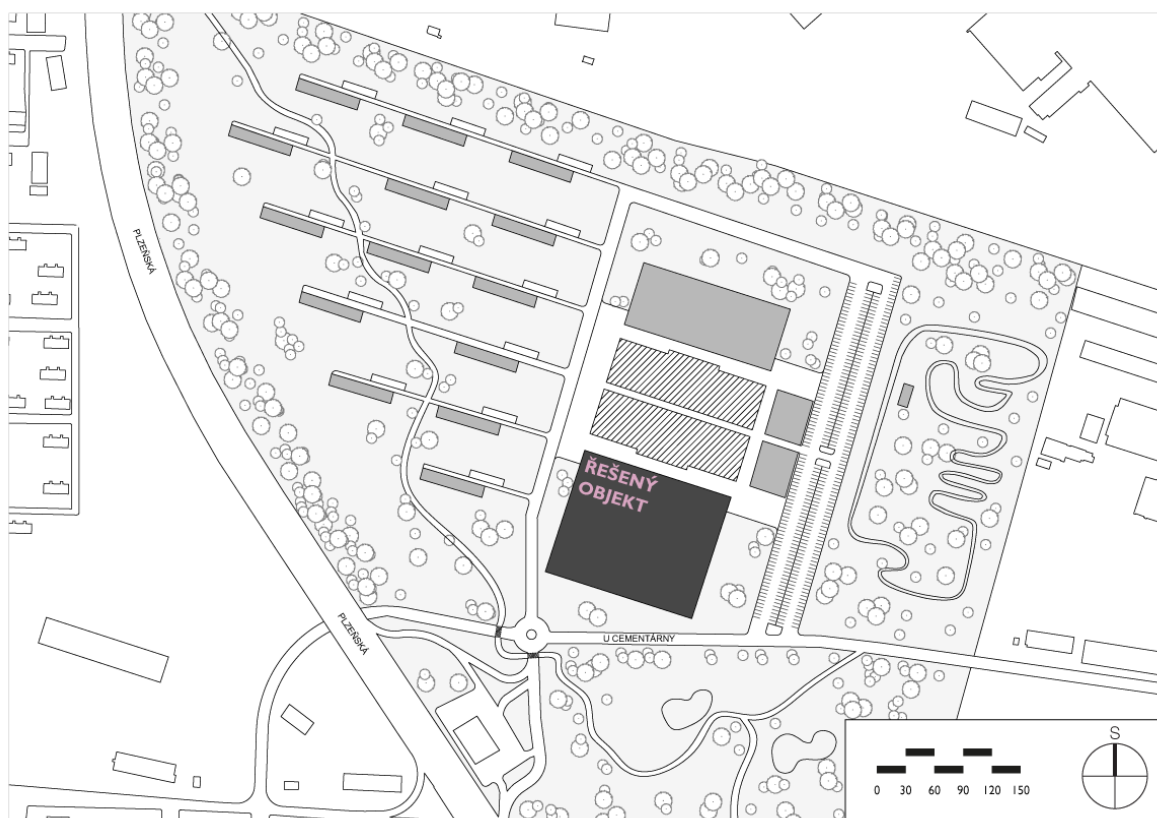 PLZEŇSKÁ
ŘEŠENÝ
OBJEKT
PLZEŇSKÁ
U CEMENTÁRNY
S
0 30 60 90 120 150